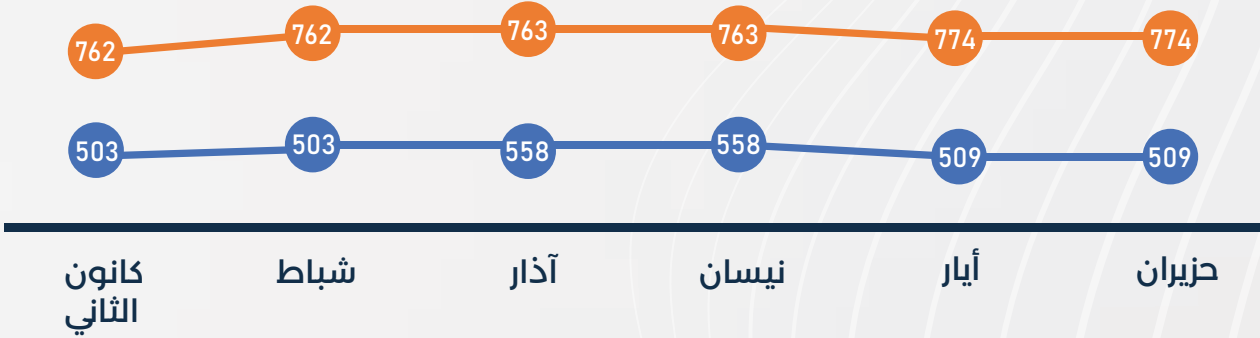 762 762 763 763 774 774
503 503 558 558 509 509
كانون الثاني
شباط
آذار
نيسان
أيار
حزيران